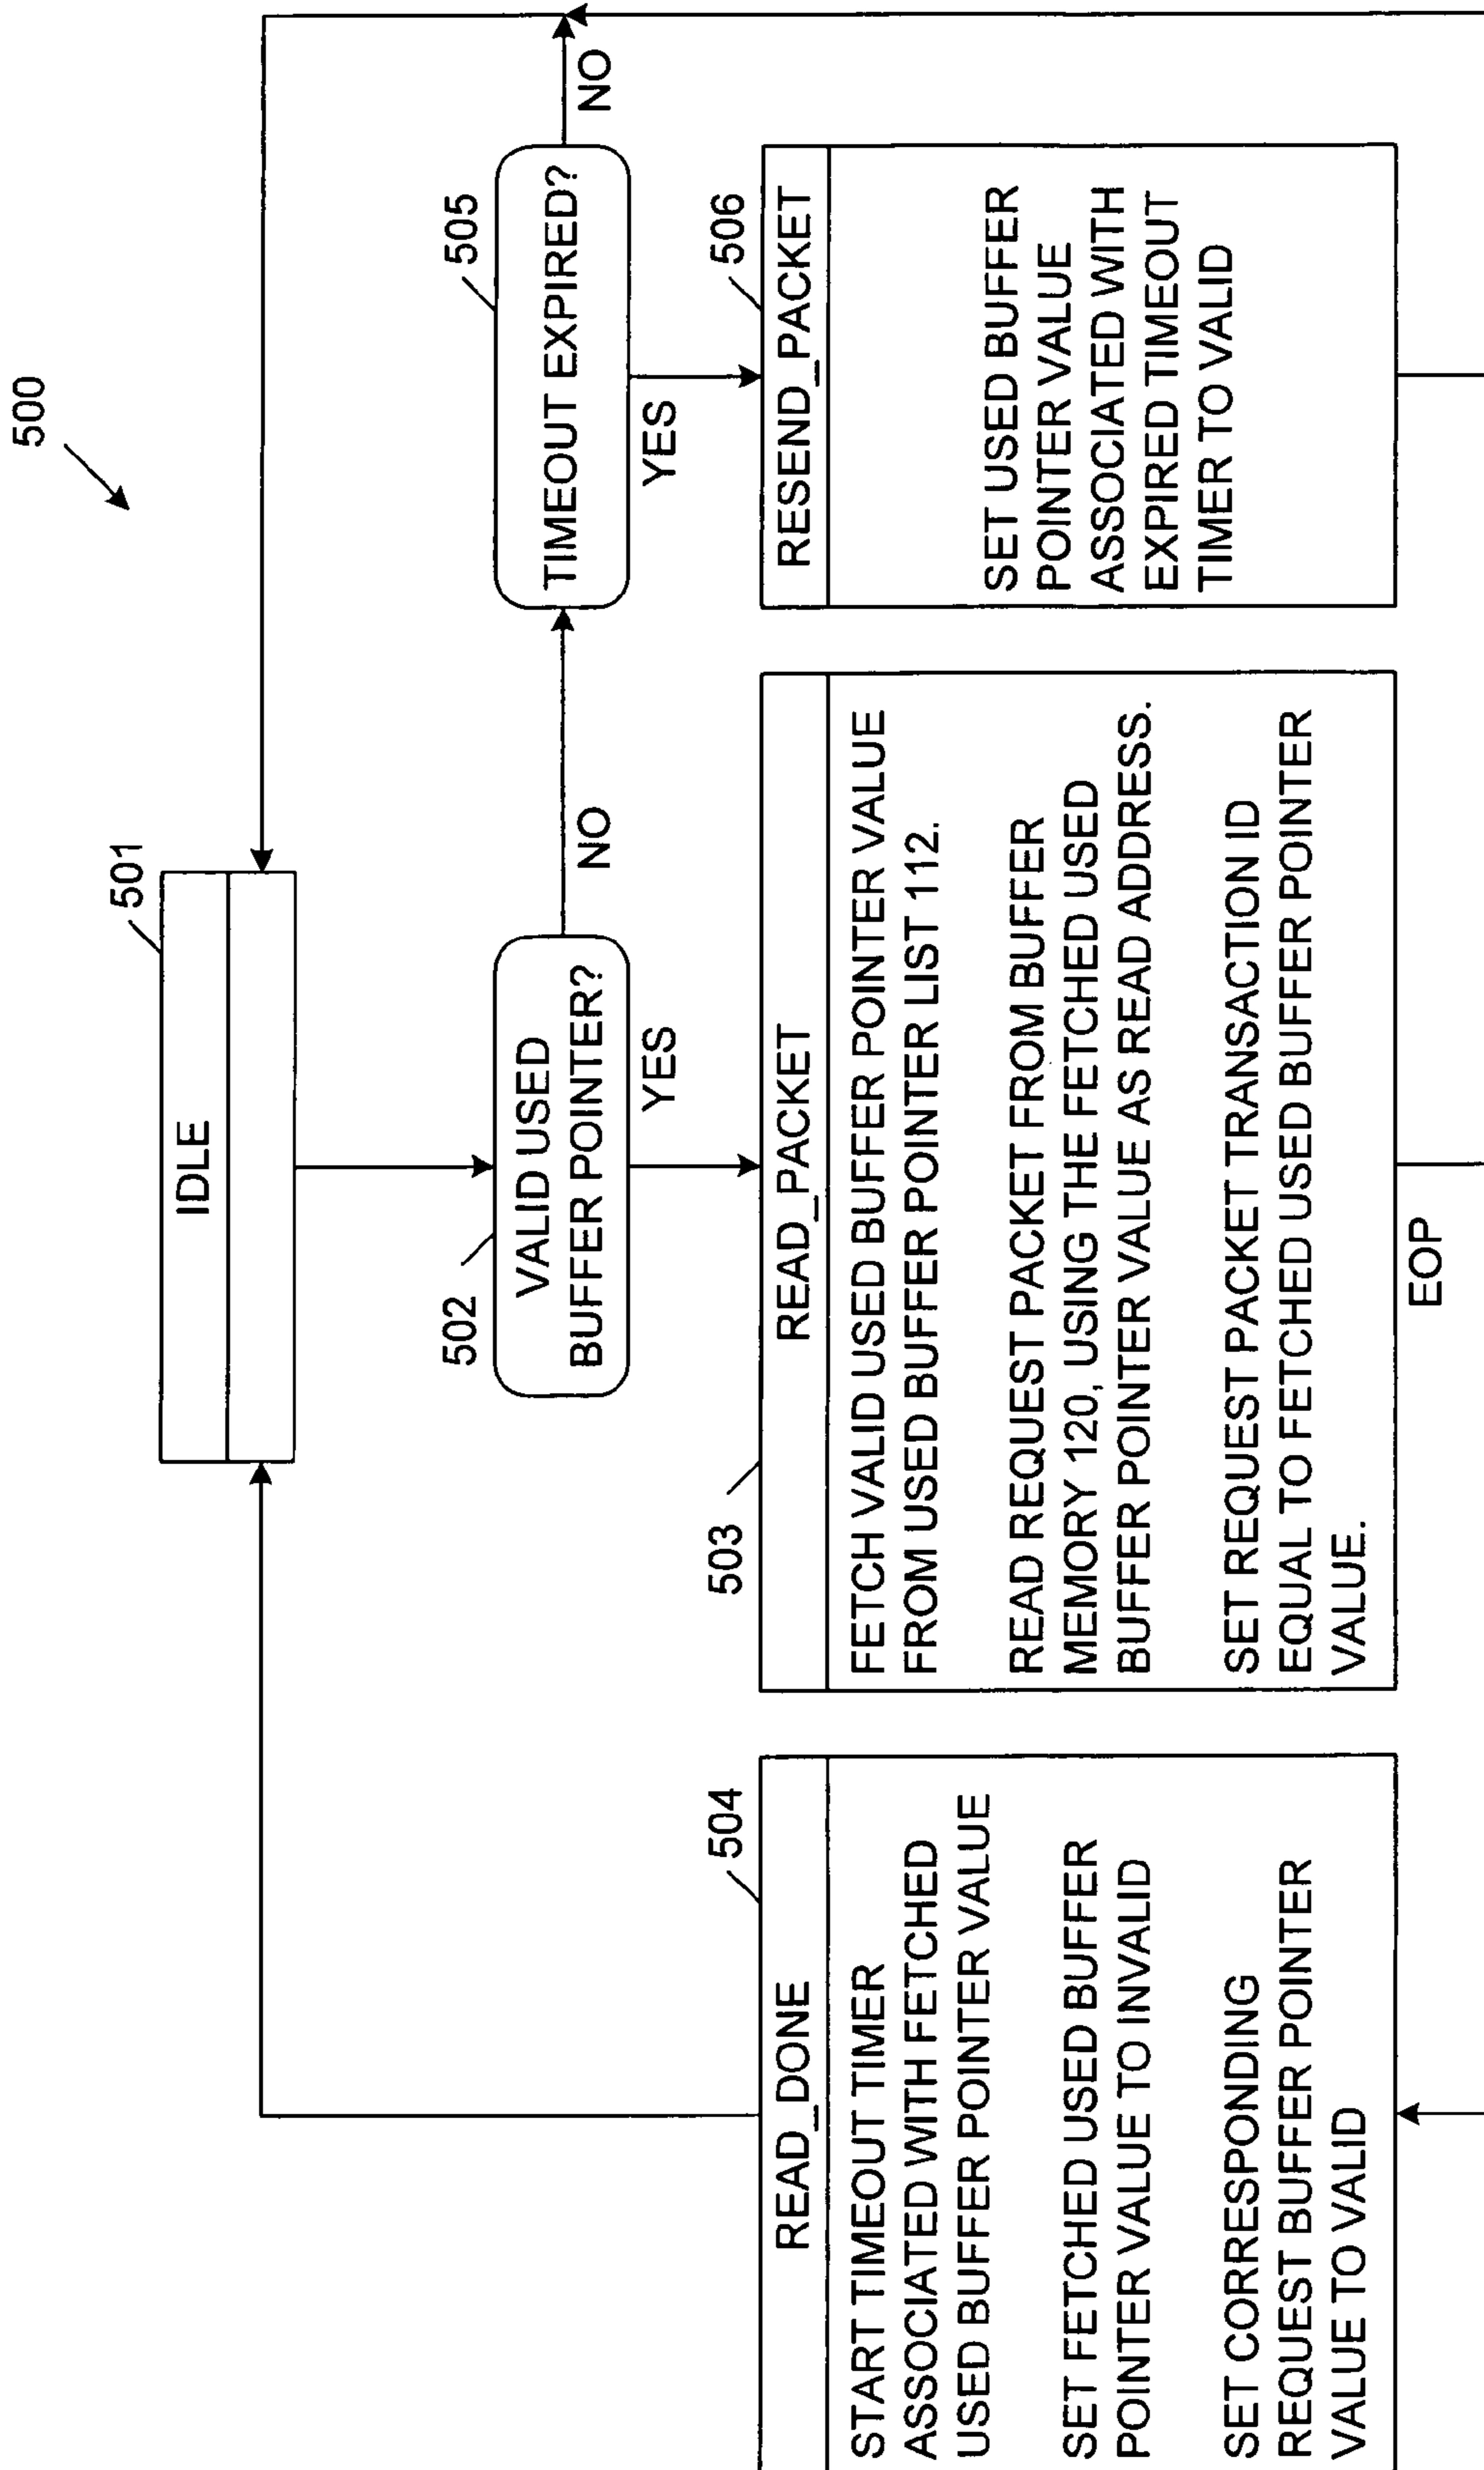 500
501
IDLE
502
VALID USED
BUFFER POINTER?
NO
505
TIMEOUT EXPIRED?
NO
YES
YES
504
READ_DONE
START TIMEOUT TIMER
ASSOCIATED WITH FETCHED
USED BUFFER POINTER VALUE
SET FETCHED USED BUFFER
POINTER VALUE TO INVALID
SET CORRESPONDING
REQUEST BUFFER POINTER
VALUE TO VALID
503
READ_PACKET
FETCH VALID USED BUFFER POINTER VALUE
FROM USED BUFFER POINTER LIST 112.
READ REQUEST PACKET FROM BUFFER
MEMORY 120, USING THE FETCHED USED
BUFFER POINTER VALUE AS READ ADDRESS.
SET REQUEST PACKET TRANSACTION ID
EQUAL TO FETCHED USED BUFFER POINTER
VALUE.
EOP
506
RESEND_PACKET
SET USED BUFFER
POINTER VALUE
ASSOCIATED WITH
EXPIRED TIMEOUT
TIMER TO VALID